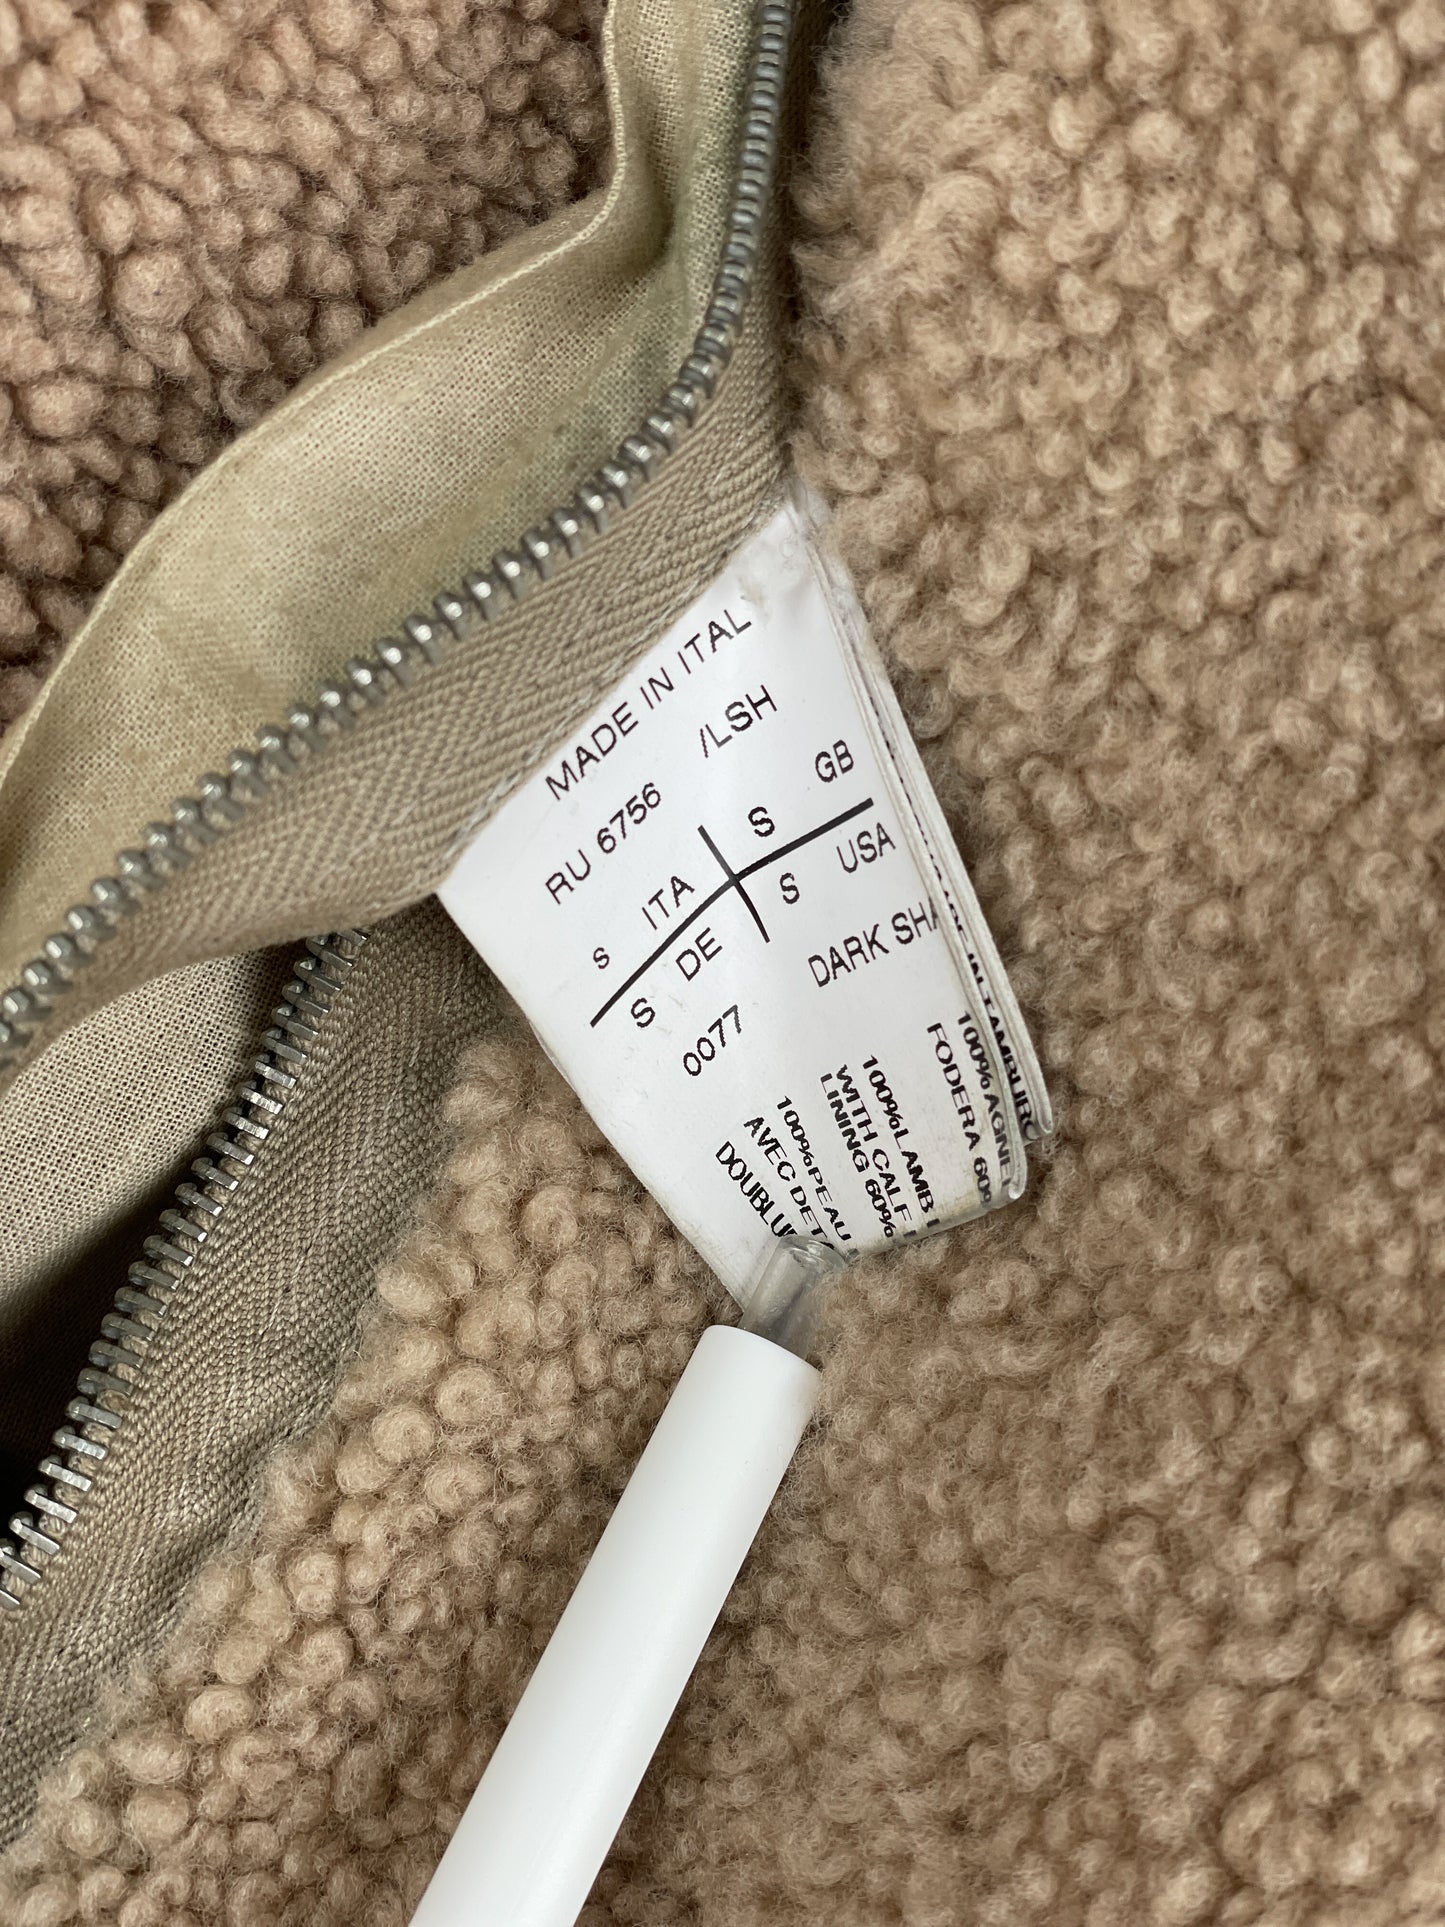 MADE IN ITAL
RU 6756 /LSH
S ITA S GB
S DE S USA
0077 DARK SHA
100%AGNE
FODERA 60%
100%LAMB
WITH CALF
LINING 60%
100%PEAU
AVEC DET
DOUBLU